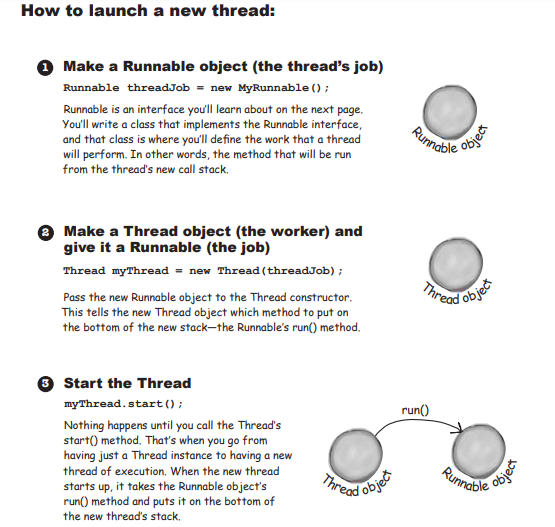 How to launch a new thread:
1 Make a Runnable object (the thread's job)
Runnable threadJob = new MyRunnable();
Runnable is an interface you'll learn about on the next page.
You'll write a class that implements the Runnable interface,
and that class is where you'll define the work that a thread
will perform. In other words, the method that will be run
from the thread's new call stack.
Runnable object
2 Make a Thread object (the worker) and
give it a Runnable (the job)
Thread myThread = new Thread(threadJob);
Pass the new Runnable object to the Thread constructor.
This tells the new Thread object which method to put on
the bottom of the new stack—the Runnable's run() method.
Thread object
3 Start the Thread
myThread.start();
Nothing happens until you call the Thread's
start() method. That's when you go from
having just a Thread instance to having a new
thread of execution. When the new thread
starts up, it takes the Runnable object's
run() method and puts it on the bottom of
the new thread's stack.
run()
Thread object
Runnable object